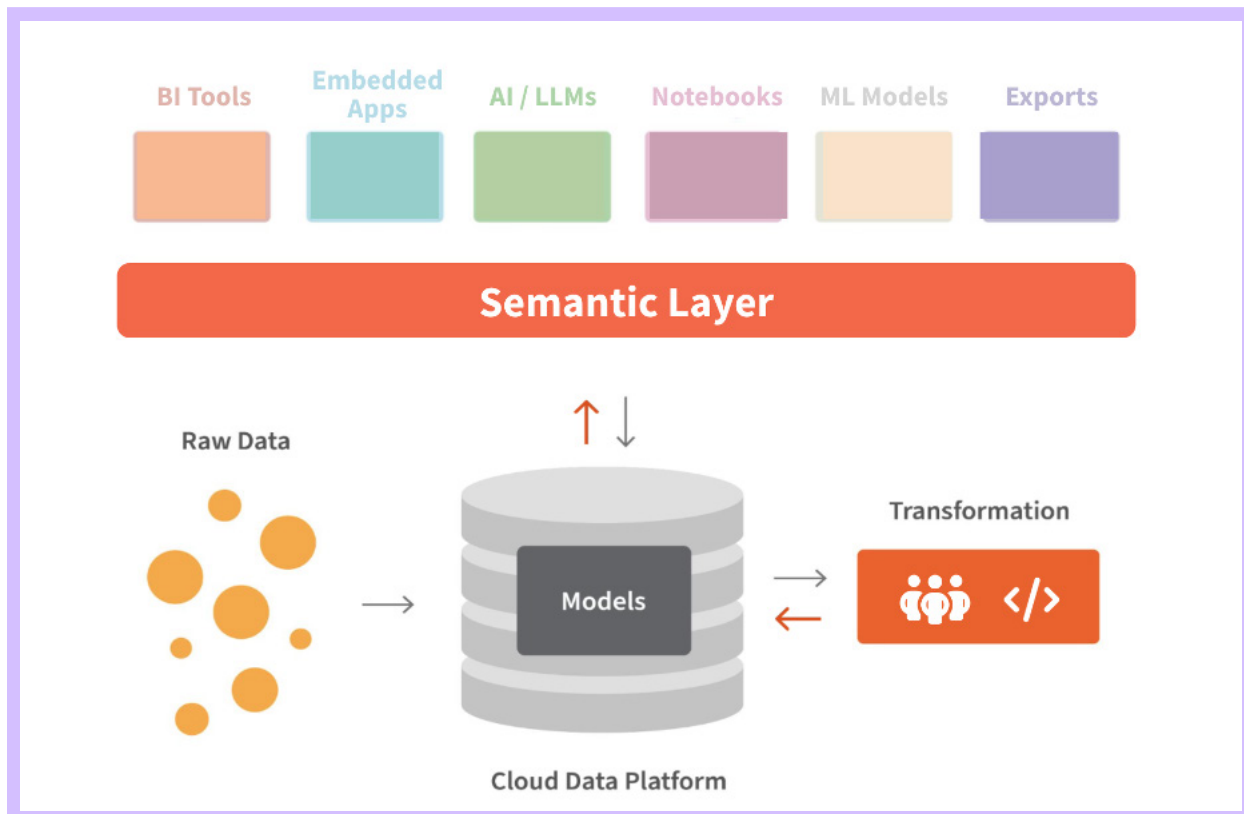 BI Tools
Embedded
Apps
AI / LLMs
Notebooks
ML Models
Exports
Semantic Layer
Raw Data
Transformation
Models
</>
Cloud Data Platform